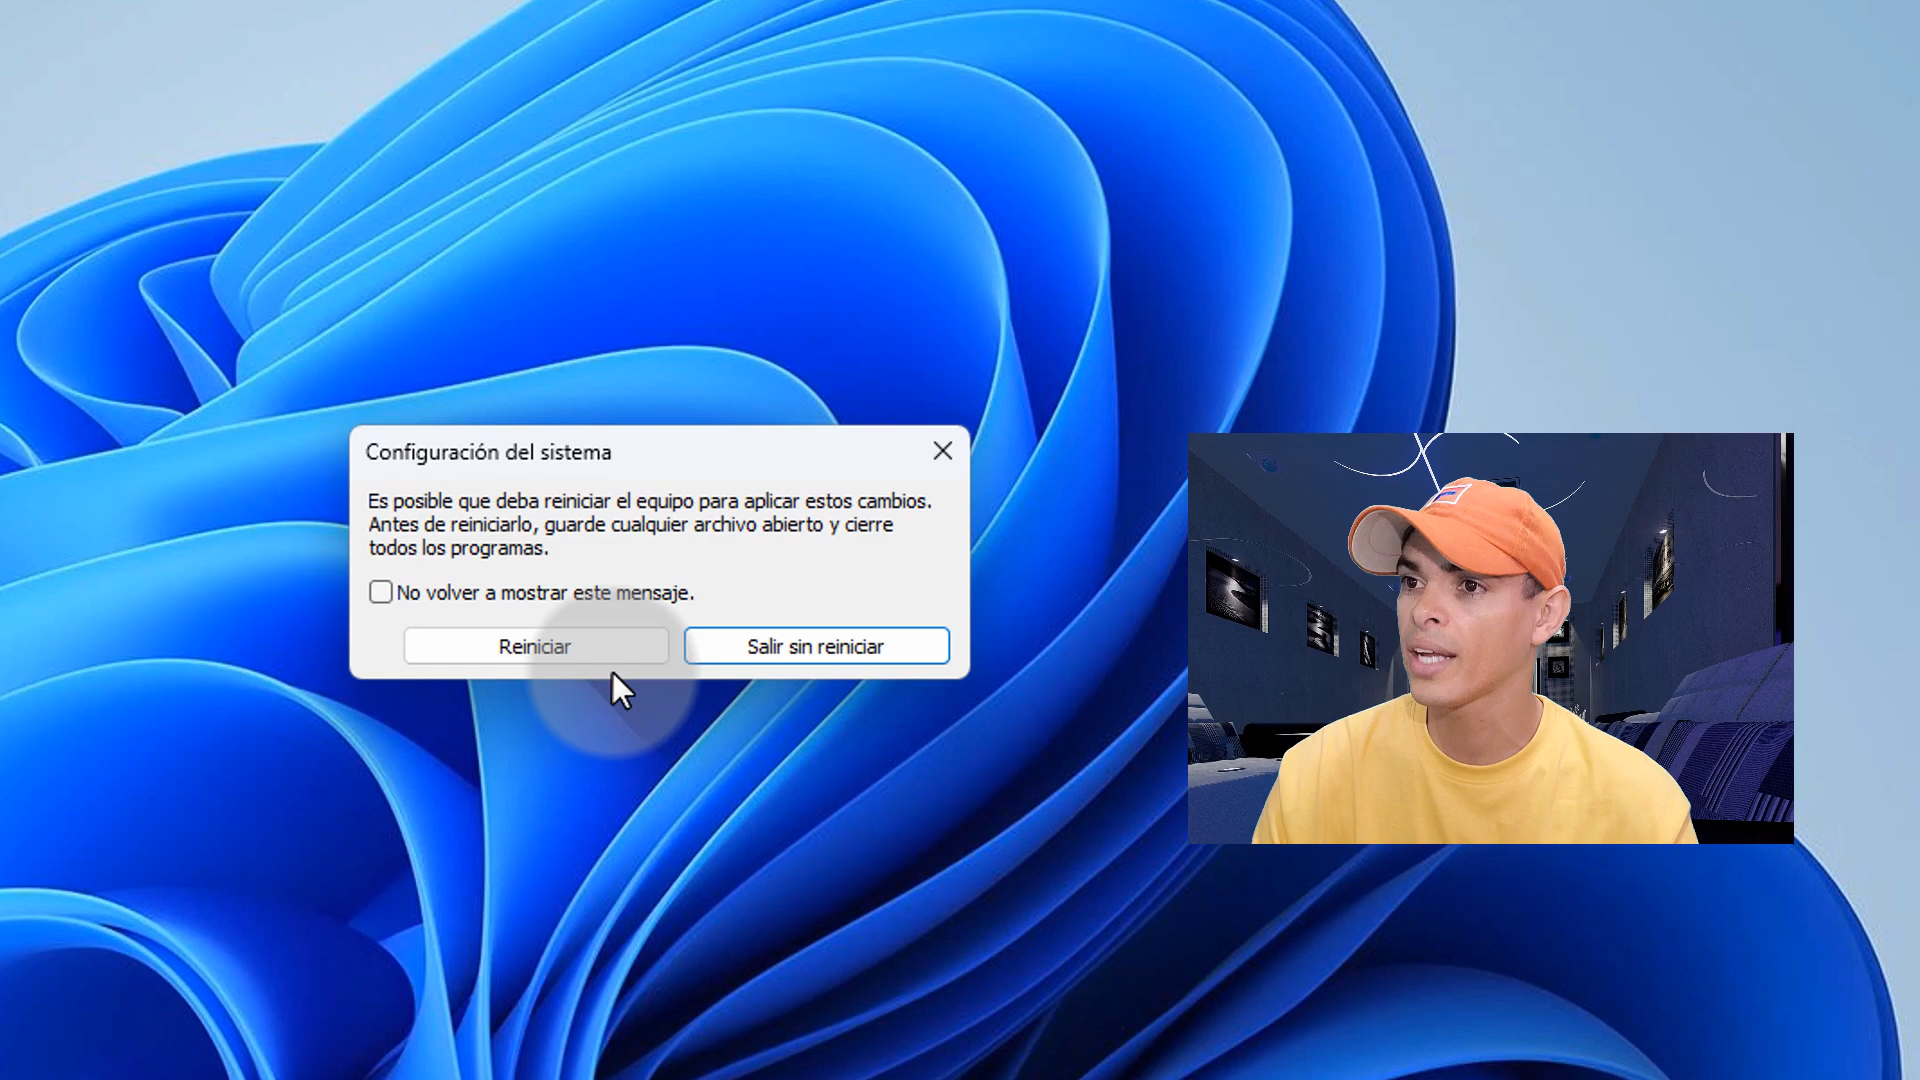 Configuración del sistema
Es posible que deba reiniciar el equipo para aplicar estos cambios.
Antes de reiniciarlo, guarde cualquier archivo abierto y cierre
todos los programas.
No volver a mostrar este mensaje.
Reiniciar
Salir sin reiniciar